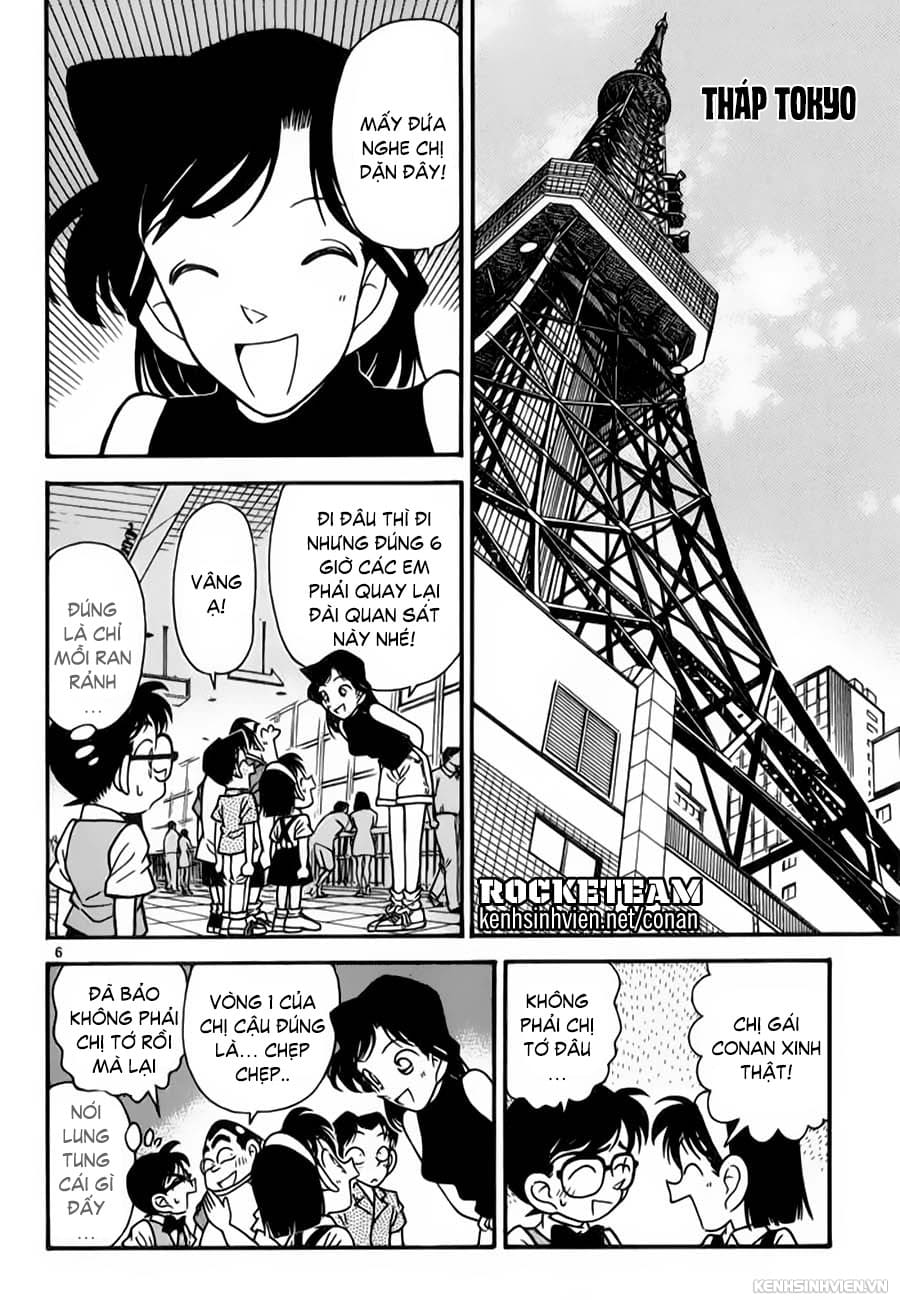 THÁP TOKYO
MẤY ĐỨA
NGHE CHỊ
DẶN ĐÂY!
ĐI ĐÂU THÌ ĐI
NHƯNG ĐÚNG 6
GIỜ CÁC EM
PHẢI QUAY LẠI
ĐÀI QUAN SÁT
NÀY NHÉ!
VÂNG
Ạ!
ĐÚNG
LÀ CHỈ
MỒI RAN
RẢNH
...
ROCKETEAM
kenhsinhvien.net/conan
6
CHỊ GÁI
CONAN XINH
THẬT!
KHÔNG
PHẢI CHỊ
TỚ ĐÂU
...
VÒNG 1 CỦA
CHỊ CẬU ĐÚNG
LÀ... CHẸP
CHẸP..
ĐÃ BẢO
KHÔNG PHẢI
CHỊ TỚ RỒI
MÀ LẠI
NÓI
LUNG
TUNG
CÁI GÌ
ĐẤY
...
KENHSINHVIEN.VN